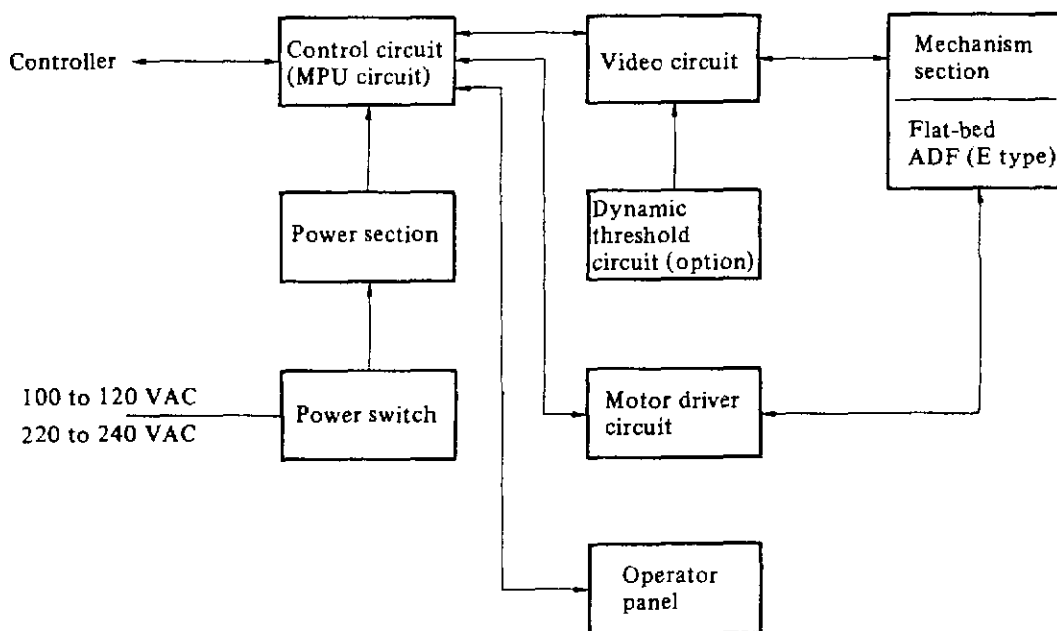 Controller
Control circuit
(MPU circuit)
Video circuit
Mechanism
section
Flat-bed
ADF (E type)
Power section
Dynamic
threshold
circuit (option)
100 to 120 VAC
220 to 240 VAC
Power switch
Motor driver
circuit
Operator
panel